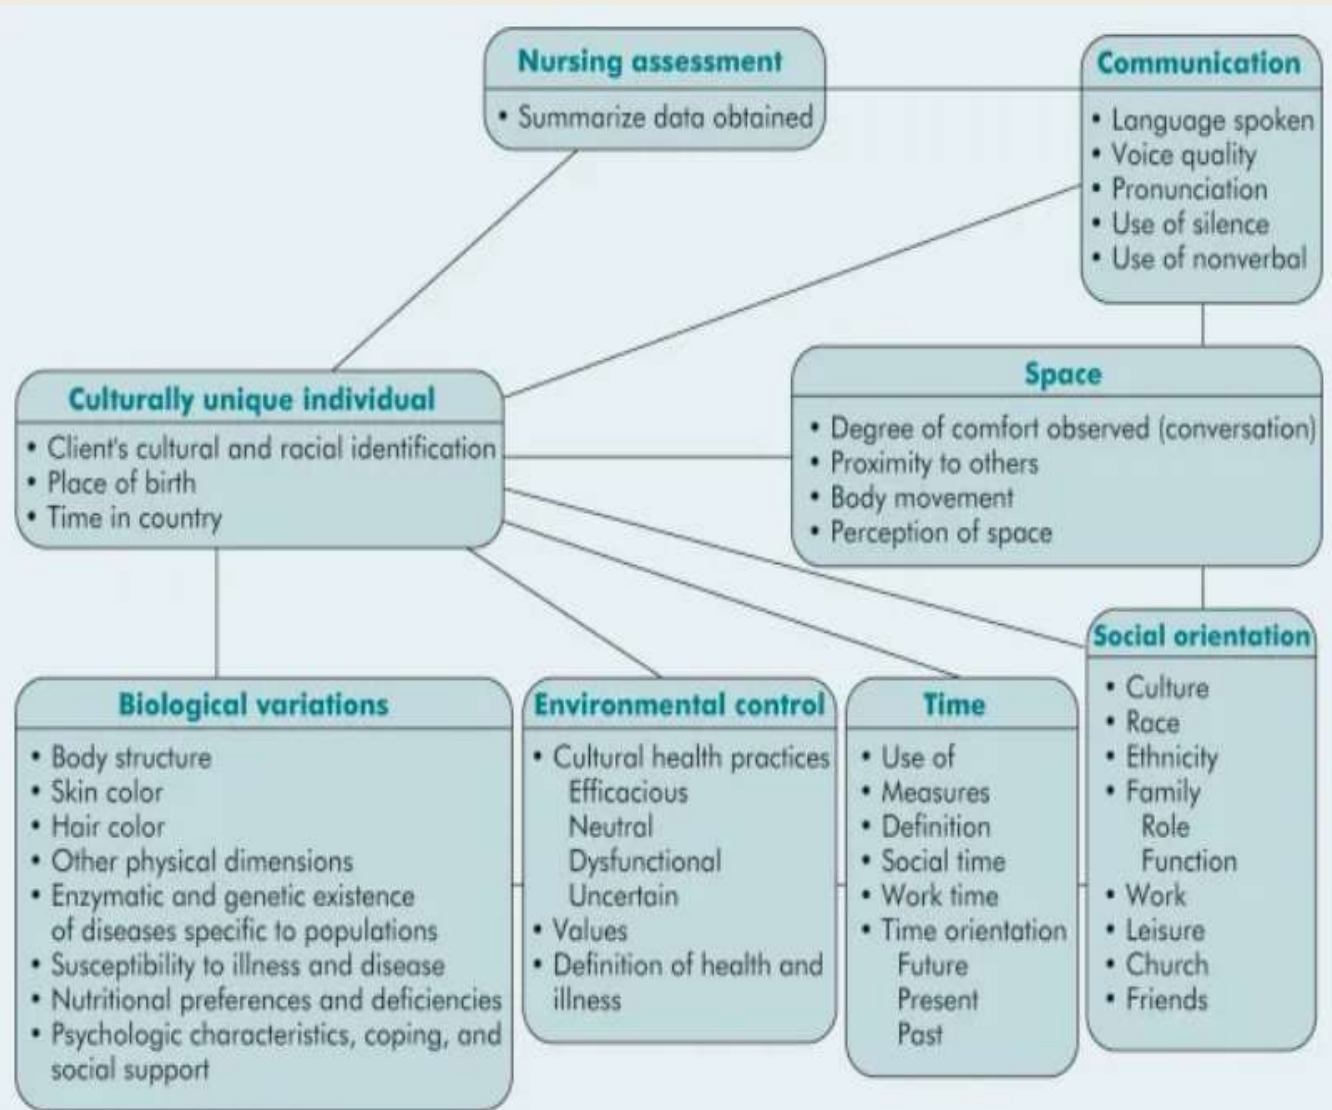 Nursing assessment
• Summarize data obtained
Communication
• Language spoken
• Voice quality
• Pronunciation
• Use of silence
• Use of nonverbal
Culturally unique individual
• Client's cultural and racial identification
• Place of birth
• Time in country
Space
• Degree of comfort observed (conversation)
• Proximity to others
• Body movement
• Perception of space
Biological variations
• Body structure
• Skin color
• Hair color
• Other physical dimensions
• Enzymatic and genetic existence
of diseases specific to populations
• Susceptibility to illness and disease
• Nutritional preferences and deficiencies
• Psychologic characteristics, coping, and
social support
Environmental control
• Cultural health practices
Efficacious
Neutral
Dysfunctional
Uncertain
• Values
• Definition of health and
illness
Time
• Use of
• Measures
• Definition
• Social time
• Work time
• Time orientation
Future
Present
Past
Social orientation
• Culture
• Race
• Ethnicity
• Family
Role
Function
• Work
• Leisure
• Church
• Friends